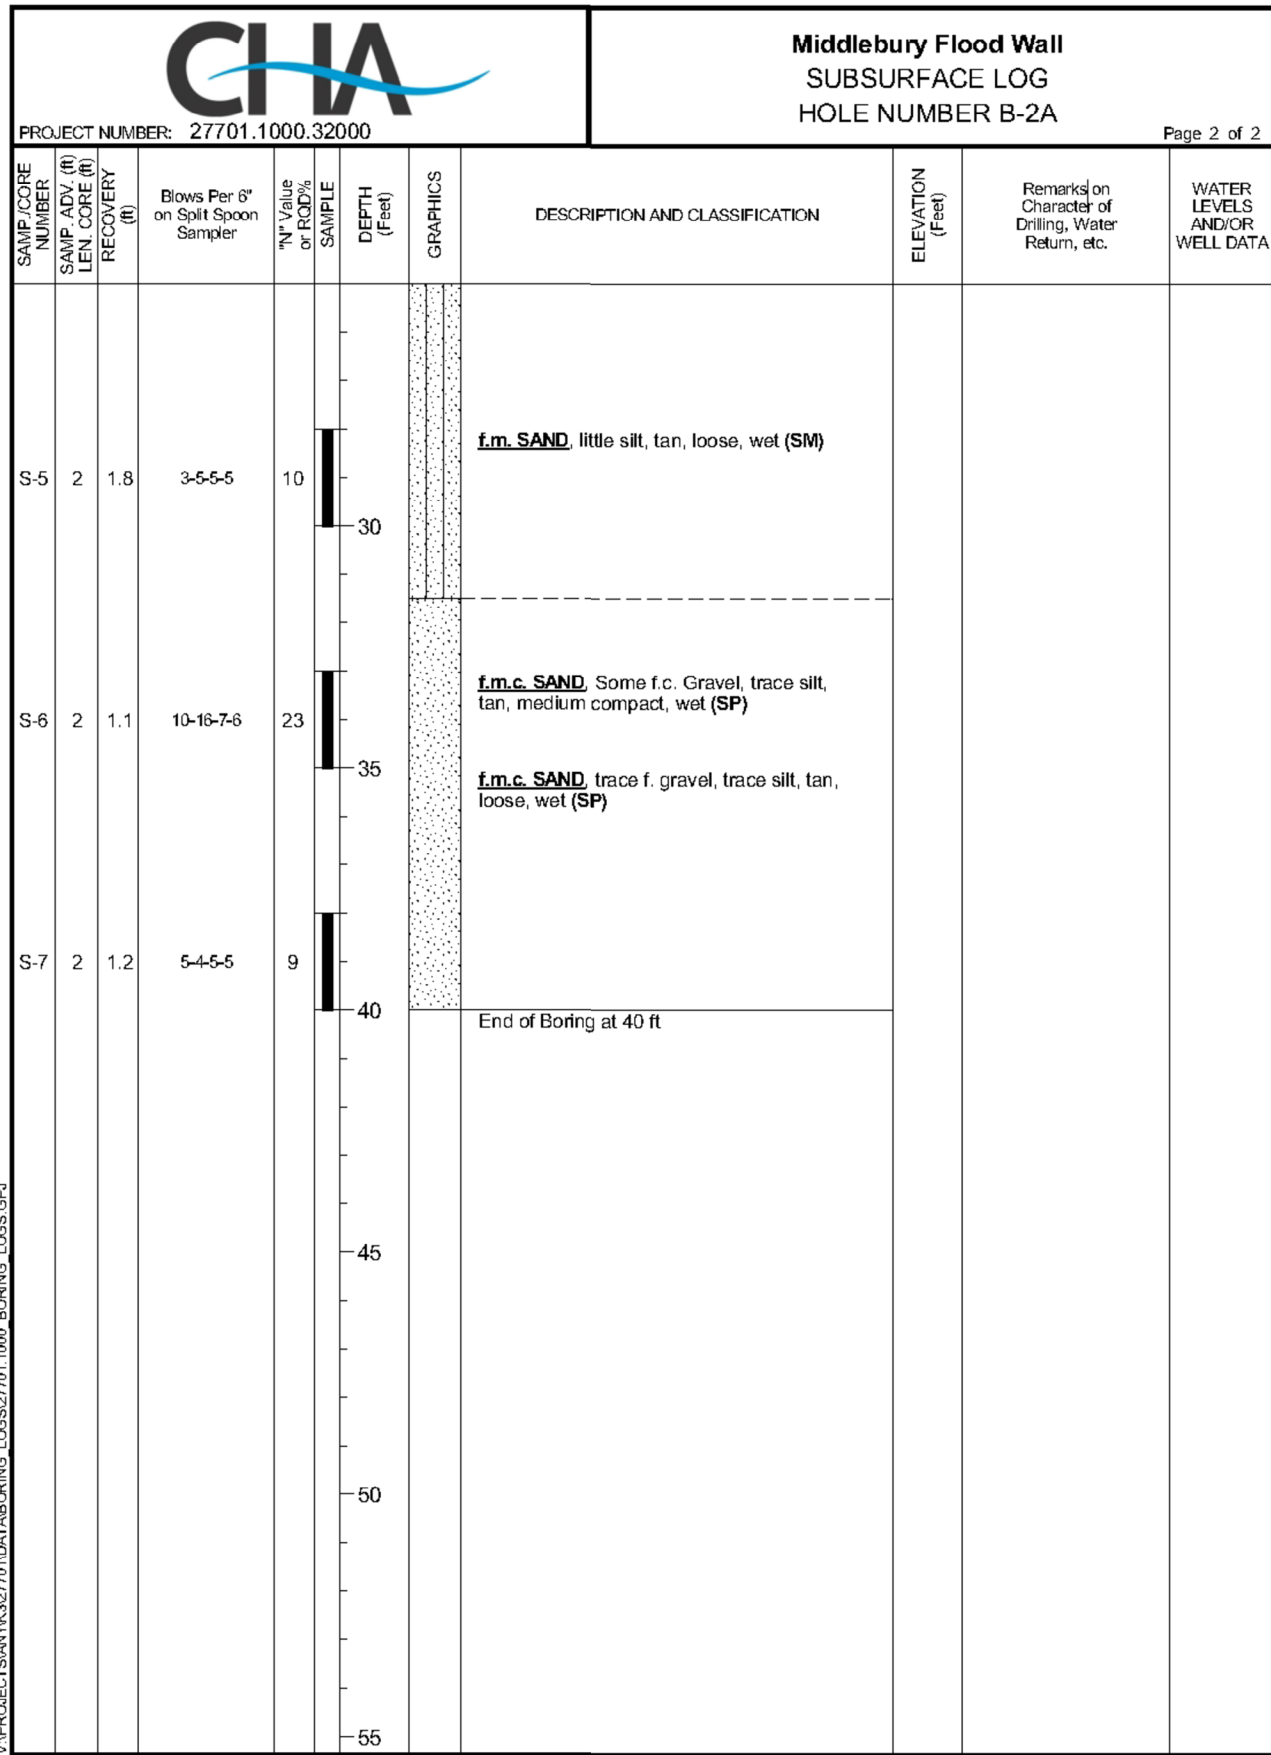 CHA
PROJECT NUMBER: 27701.1000.32000
Middlebury Flood Wall
SUBSURFACE LOG
HOLE NUMBER B-2A
Page 2 of 2
SAMP./CORE
NUMBER
SAMP. ADV. (ft)
LEN. CORE (ft)
RECOVERY
(ft)
Blows Per 6"
on Split Spoon
Sampler
"N" Value
or RQD%
SAMPLE
DEPTH
(Feet)
GRAPHICS
DESCRIPTION AND CLASSIFICATION
ELEVATION
(Feet)
Remarks on
Character of
Drilling, Water
Return, etc.
WATER
LEVELS
AND/OR
WELL DATA
f.m. SAND, little silt, tan, loose, wet (SM)
S-5 2 1.8 3-5-5-5 10
30
f.m.c. SAND, Some f.c. Gravel, trace silt,
tan, medium compact, wet (SP)
S-6 2 1.1 10-16-7-6 23
35
f.m.c. SAND, trace f. gravel, trace silt, tan,
loose, wet (SP)
S-7 2 1.2 5-4-5-5 9
40
End of Boring at 40 ft
45
50
55